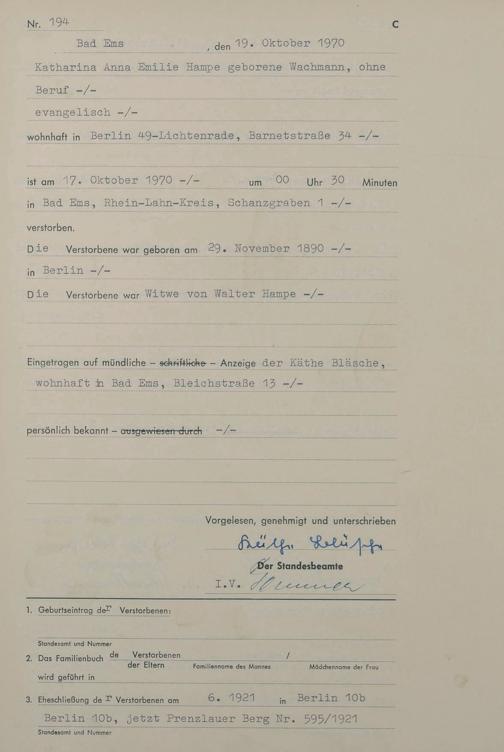 Nr. 194 C
Bad Ems , den 19. Oktober 1970
Katharina Anna Emilie Hampe geborene Wachmann, ohne
Beruf -/-
evangelisch -/-
wohnhaft in Berlin 49-Lichtenrade, Barnetstraße 34 -/-
ist am 17. Oktober 1970 -/- um 00 Uhr 30 Minuten
in Bad Ems, Rhein-Lahn-Kreis, Schanzgraben 1 -/-
verstorben.
Die Verstorbene war geboren am 29. November 1890 -/-
in Berlin -/-
Die Verstorbene war Witwe von Walter Hampe -/-
Eingetragen auf mündliche – schriftliche – Anzeige der Käthe Bläsche,
wohnhaft in Bad Ems, Bleichstraße 13 -/-
persönlich bekannt – ausgewiesen durch -/-
Vorgelesen, genehmigt und unterschrieben
Käthe Bläsche
Der Standesbeamte
I.V.
1. Geburtseintrag der Verstorbenen:
Standesamt und Nummer
2. Das Familienbuch de Verstorbenen /
der Eltern Familienname des Mannes Mädchenname der Frau
wird geführt in
3. Eheschließung der Verstorbenen am 6. 1921 in Berlin 10b
Berlin 10b, jetzt Prenzlauer Berg Nr. 595/1921
Standesamt und Nummer